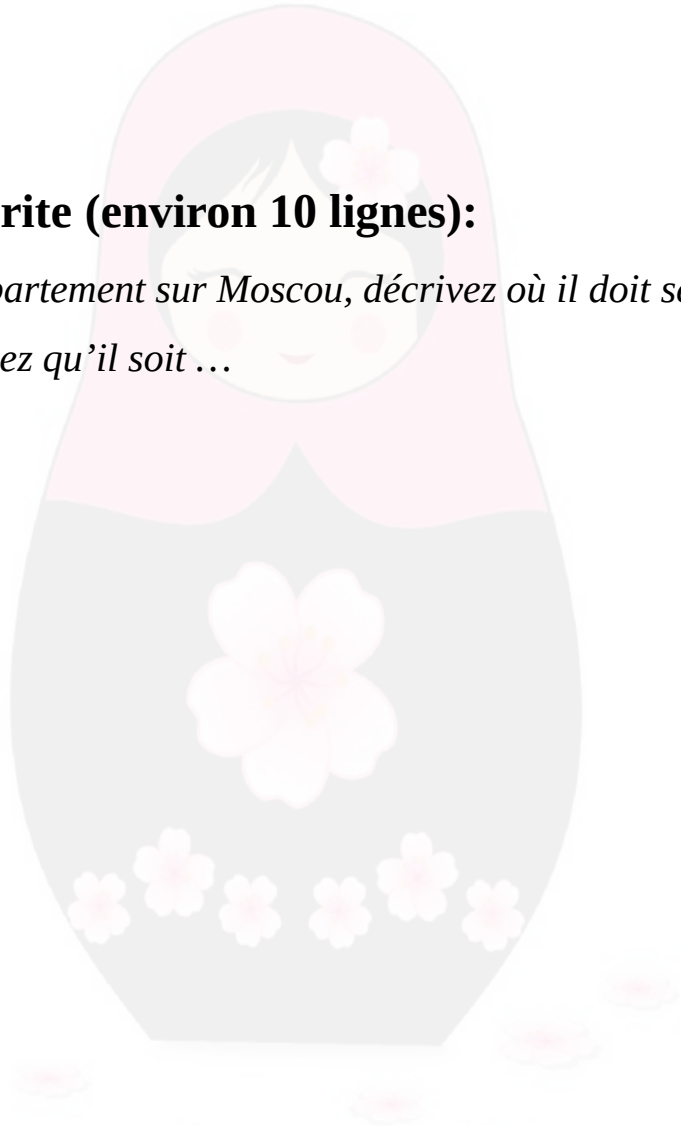 rite (environ 10 lignes):
partement sur Moscou, décrivez où il doit se
ez qu’il soit …